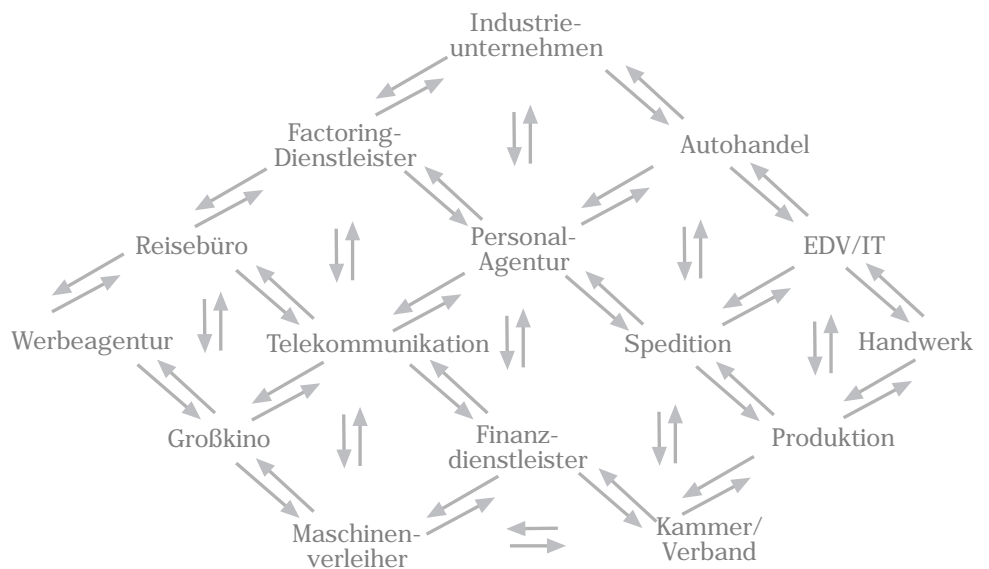 Industrie-
unternehmen
Factoring-
Dienstleister
Autohandel
Reisebüro
Personal-
Agentur
EDV/IT
Werbeagentur
Telekommunikation
Spedition
Handwerk
Großkino
Finanz-
dienstleister
Produktion
Maschinen-
verleiher
Kammer/
Verband